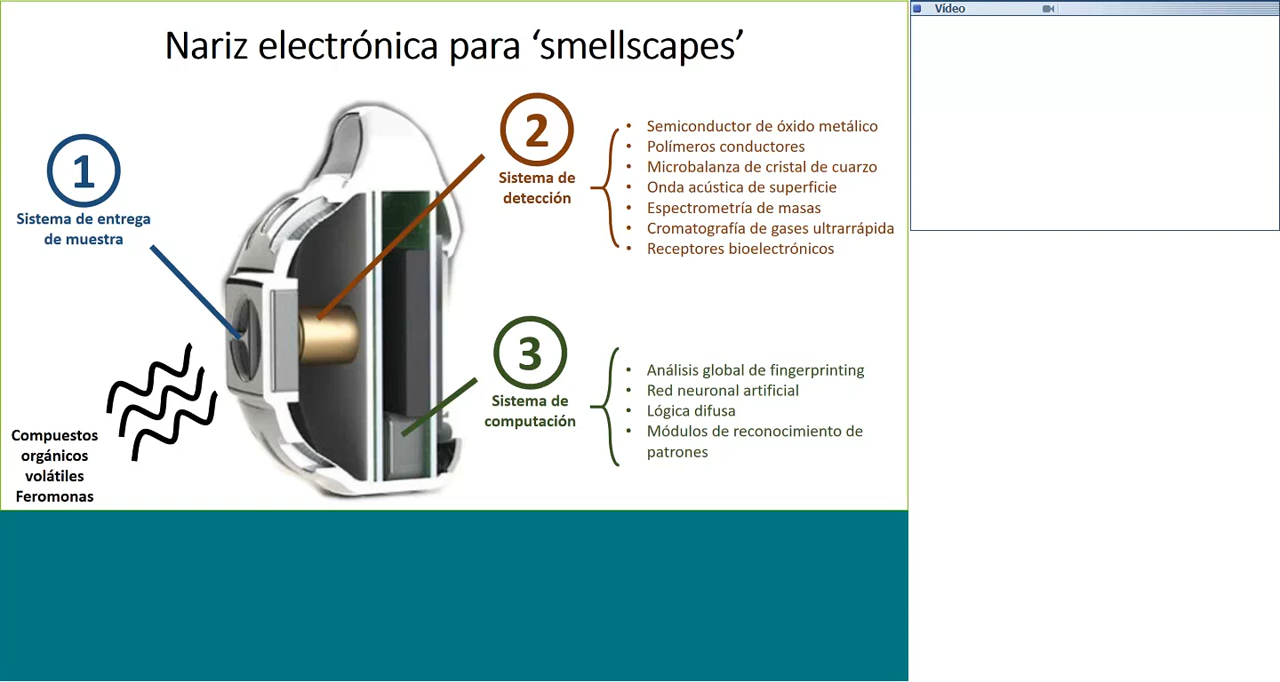 Nariz electrónica para ‘smellscapes’
Vídeo
1
Sistema de entrega
de muestra
Compuestos
orgánicos
volátiles
Feromonas
2
Sistema de
detección
• Semiconductor de óxido metálico
• Polímeros conductores
• Microbalanza de cristal de cuarzo
• Onda acústica de superficie
• Espectrometría de masas
• Cromatografía de gases ultrarrápida
• Receptores bioelectrónicos
3
Sistema de
computación
• Análisis global de fingerprinting
• Red neuronal artificial
• Lógica difusa
• Módulos de reconocimiento de
patrones